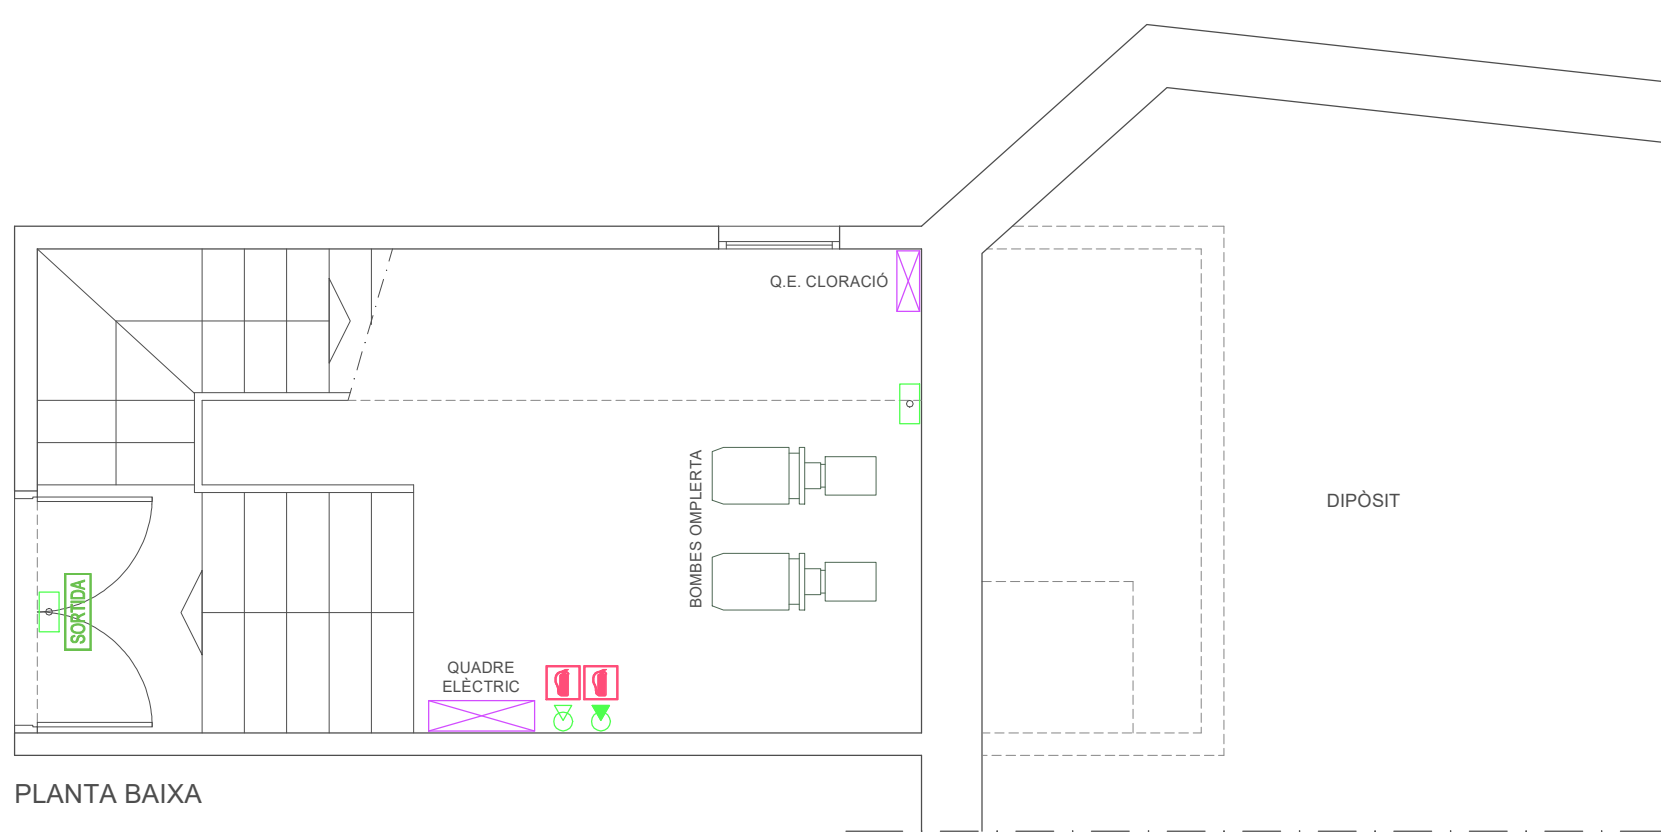 Q.E. CLORACIÓ
BOMBES OMPLERTA
DIPÒSIT
SORTIDA
QUADRE
ELÈCTRIC
PLANTA BAIXA